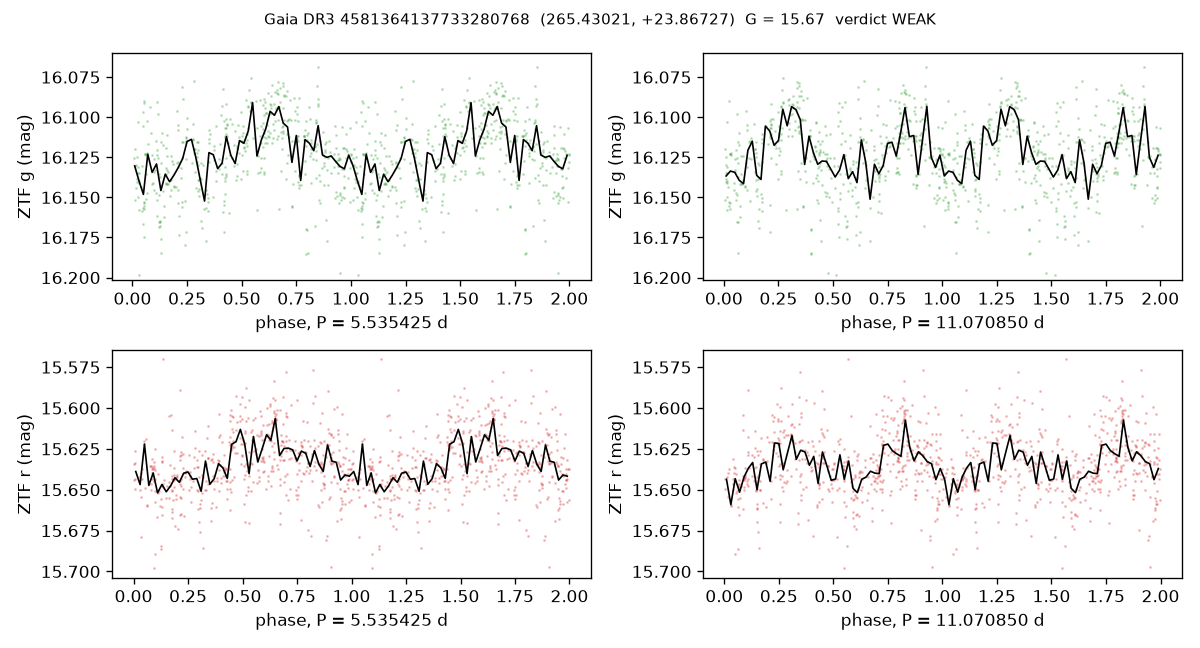 Gaia DR3 4581364137733280768 (265.43021, +23.86727) G = 15.67 verdict WEAK
ZTF g (mag)
16.075
16.100
16.125
16.150
16.175
16.200
0.00 0.25 0.50 0.75 1.00 1.25 1.50 1.75 2.00
phase, P = 5.535425 d
ZTF g (mag)
16.075
16.100
16.125
16.150
16.175
16.200
0.00 0.25 0.50 0.75 1.00 1.25 1.50 1.75 2.00
phase, P = 11.070850 d
ZTF r (mag)
15.575
15.600
15.625
15.650
15.675
15.700
0.00 0.25 0.50 0.75 1.00 1.25 1.50 1.75 2.00
phase, P = 5.535425 d
ZTF r (mag)
15.575
15.600
15.625
15.650
15.675
15.700
0.00 0.25 0.50 0.75 1.00 1.25 1.50 1.75 2.00
phase, P = 11.070850 d